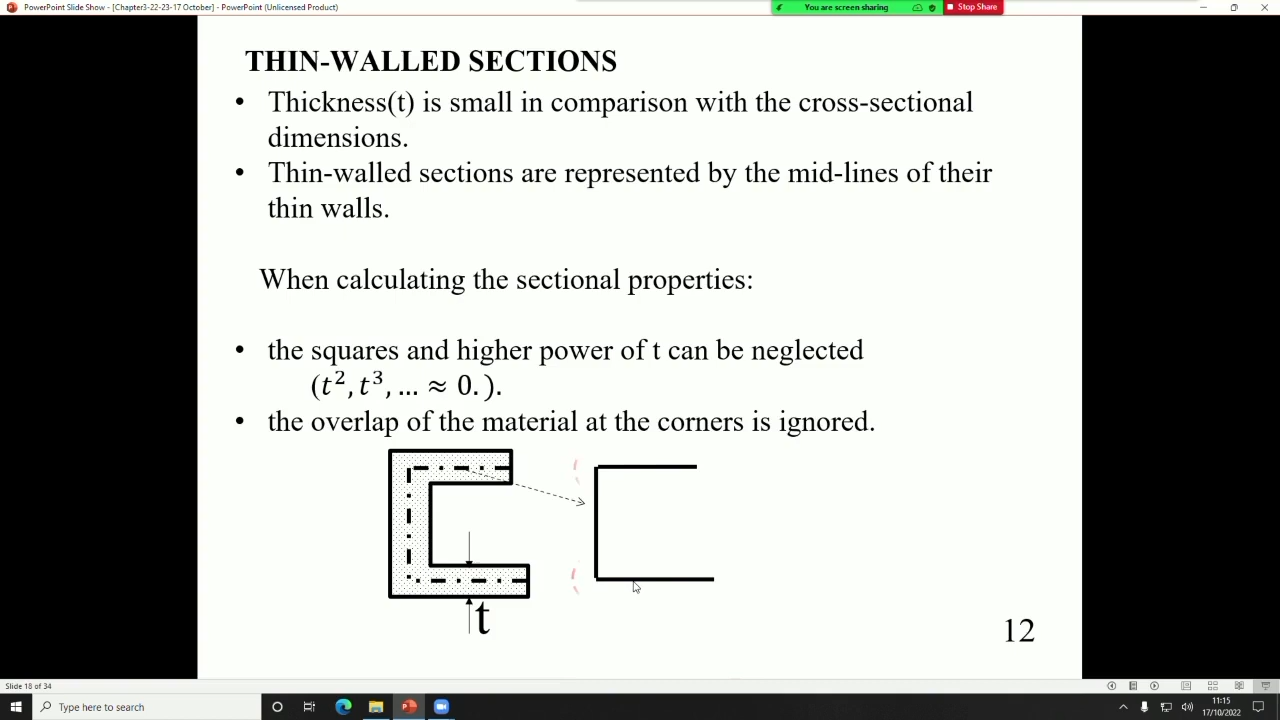 PowerPoint Slide Show - [Chapter3-22-23-17 October] - PowerPoint (Unlicensed Product)
You are screen sharing
Stop Share
THIN-WALLED SECTIONS
• Thickness(t) is small in comparison with the cross-sectional
dimensions.
• Thin-walled sections are represented by the mid-lines of their
thin walls.
When calculating the sectional properties:
• the squares and higher power of t can be neglected
(t², t³, … ≈ 0. ).
• the overlap of the material at the corners is ignored.
t
12
Slide 18 of 34
Type here to search
11:15
17/10/2022